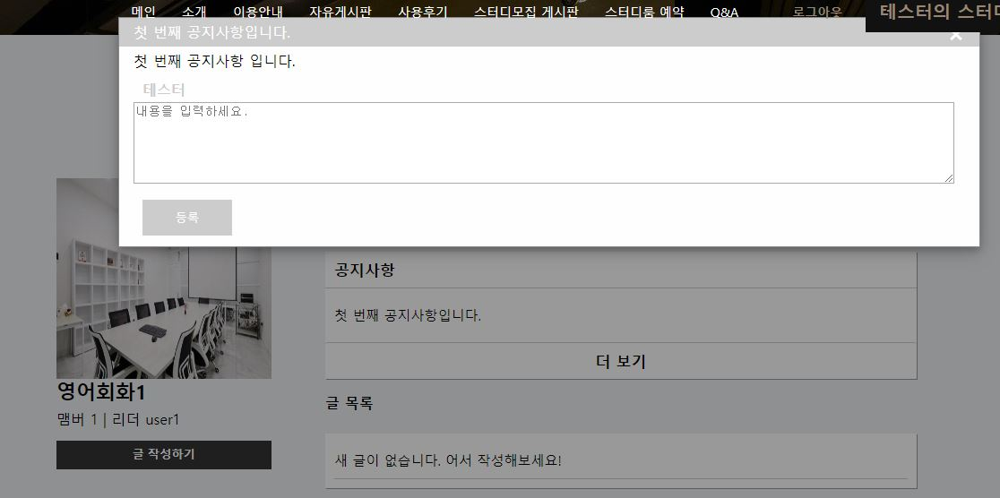 메인 소개 이용안내 자유게시판 사용후기 스터디모집 게시판 스터디룸 예약 Q&A 로그아웃 테스터의
첫 번째 공지사항입니다. ×
첫 번째 공지사항 입니다.
테스터
내용을 입력하세요.
등록
영어회화1
맴버 1 | 리더 user1
글 작성하기
공지사항
첫 번째 공지사항입니다.
더 보기
글 목록
새 글이 없습니다. 어서 작성해보세요!